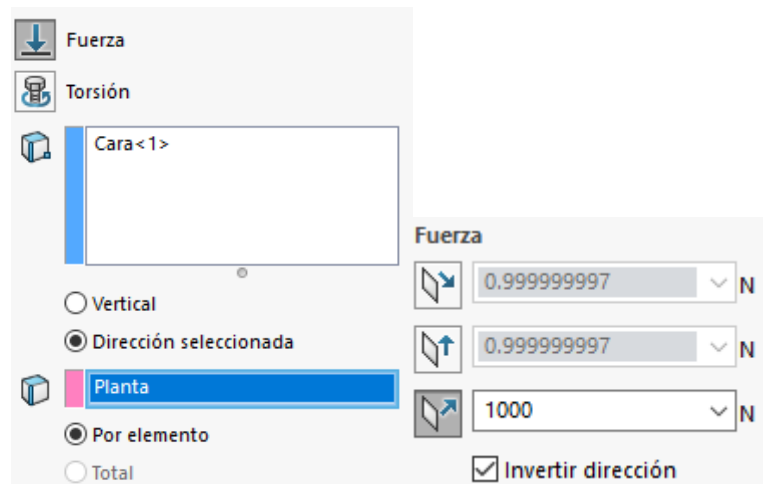 Fuerza
Torsión
Cara<1>
Vertical
Dirección seleccionada
Planta
Por elemento
Total
Fuerza
0.999999997 N
0.999999997 N
1000 N
Invertir dirección